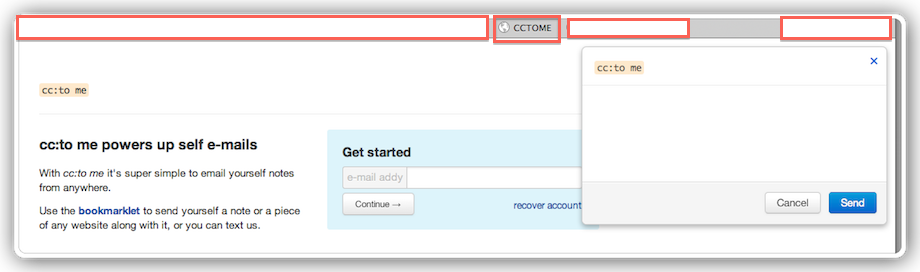 CCTOME
cc:to me
×
cc:to me
cc:to me powers up self e-mails
With cc:to me it's super simple to email yourself notes
from anywhere.
Use the bookmarklet to send yourself a note or a piece
of any website along with it, or you can text us.
Get started
e-mail addy
Continue →
recover account
Cancel
Send